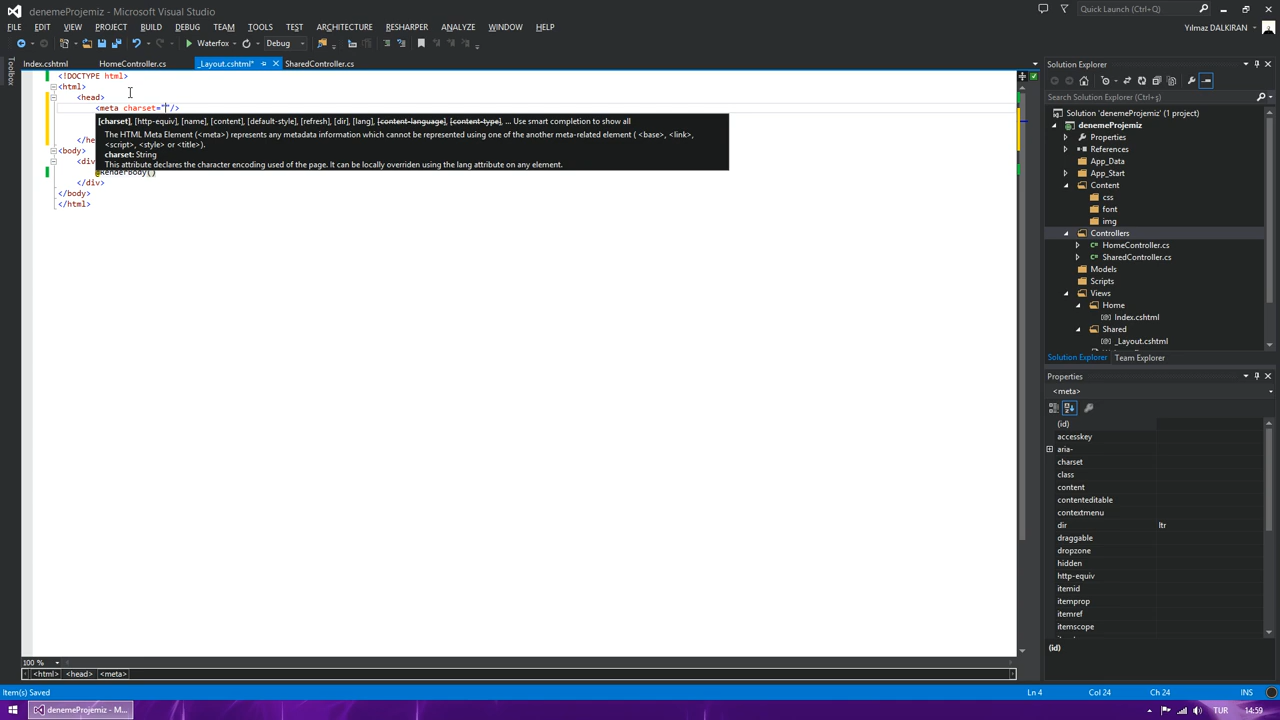 denemeProjemiz - Microsoft Visual Studio
Quick Launch (Ctrl+ş)
FILE EDIT VIEW PROJECT BUILD DEBUG TEAM TOOLS TEST ARCHITECTURE RESHARPER ANALYZE WINDOW HELP
Yılmaz DALKIRAN
Waterfox
Debug
Toolbox
Index.cshtml HomeController.cs _Layout.cshtml* SharedController.cs
<!DOCTYPE html>
<html>
<head>
<meta charset=""/>
[charset], [http-equiv], [name], [content], [default-style], [refresh], [dir], [lang], [content-language], [content-type], ... Use smart completion to show all
The HTML Meta Element (<meta>) represents any metadata information which cannot be represented using one of the another meta-related element ( <base>, <link>,
<script>, <style> or <title>).
charset: String
This attribute declares the character encoding used of the page. It can be locally overriden using the lang attribute on any element.
</he
<body>
<div
@RenderBody()
</div>
</body>
</html>
100 %
<html> <head> <meta>
Solution Explorer
Search Solution Explorer (Ctrl+ş)
Solution 'denemeProjemiz' (1 project)
denemeProjemiz
Properties
References
App_Data
App_Start
Content
css
font
img
Controllers
HomeController.cs
SharedController.cs
Models
Scripts
Views
Home
Index.cshtml
Shared
_Layout.cshtml
Solution Explorer Team Explorer
Properties
<meta>
(id)
accesskey
aria-
charset
class
content
contenteditable
contextmenu
dir ltr
draggable
dropzone
hidden
http-equiv
itemid
itemprop
itemref
itemscope
(id)
Item(s) Saved
Ln 4 Col 24 Ch 24 INS
denemeProjemiz - M...
TUR 14:59